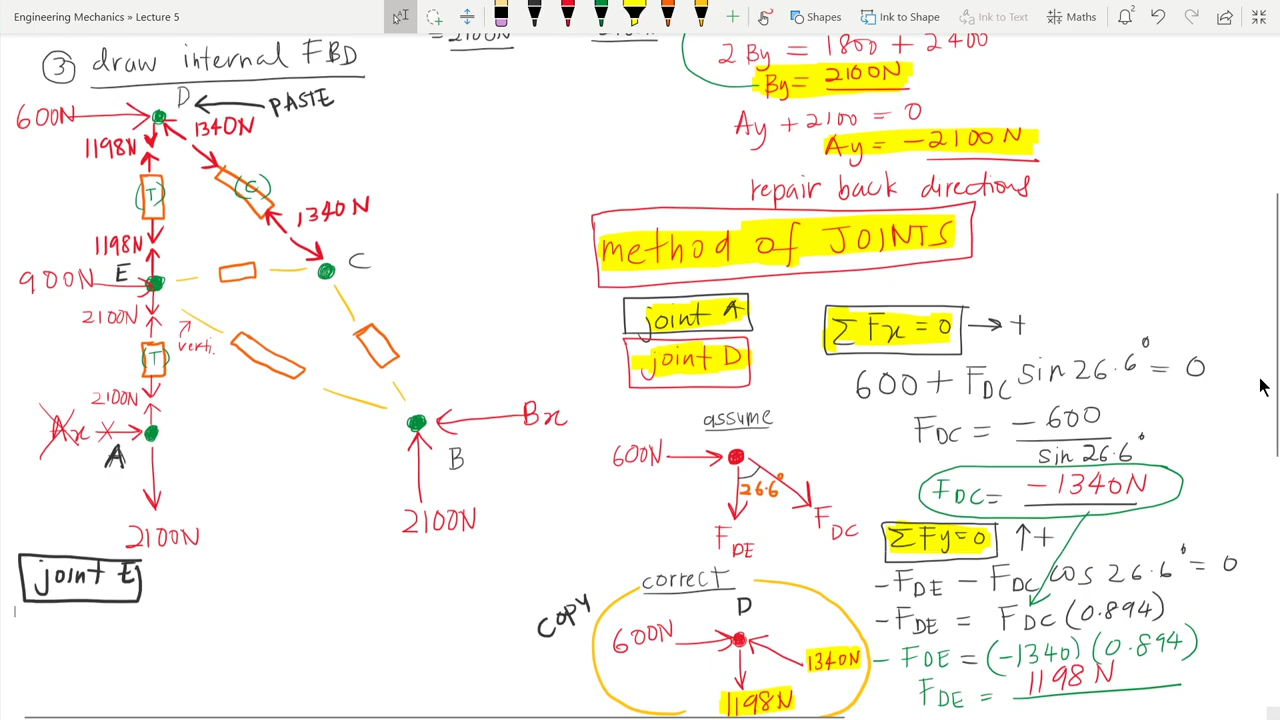 Engineering Mechanics » Lecture 5
Shapes
Ink to Shape
Ink to Text
Maths
③ draw internal FBD
D ← PASTE
600N
1340N
1198N
(T)
(C)
1340N
1198N
E
C
900N
2100N
verti.
(T)
2100N
Ax
A
Bx
B
2100N
2100N
joint E
= 2100N
2 By = 1800 + 2400
By = 2100N
Ay + 2100 = 0
Ay = -2100 N
repair back directions
method of JOINTS
joint A
joint D
ΣFx = 0 → +
600 + FDC sin 26.6° = 0
FDC = -600 / sin 26.6°
FDC = -1340N
assume
600N
26.6°
FDE
FDC
ΣFy = 0 ↑+
-FDE - FDC cos 26.6° = 0
-FDE = FDC (0.894)
-FDE = (-1340)(0.894)
FDE = 1198 N
correct
COPY
D
600N
1340N
1198N